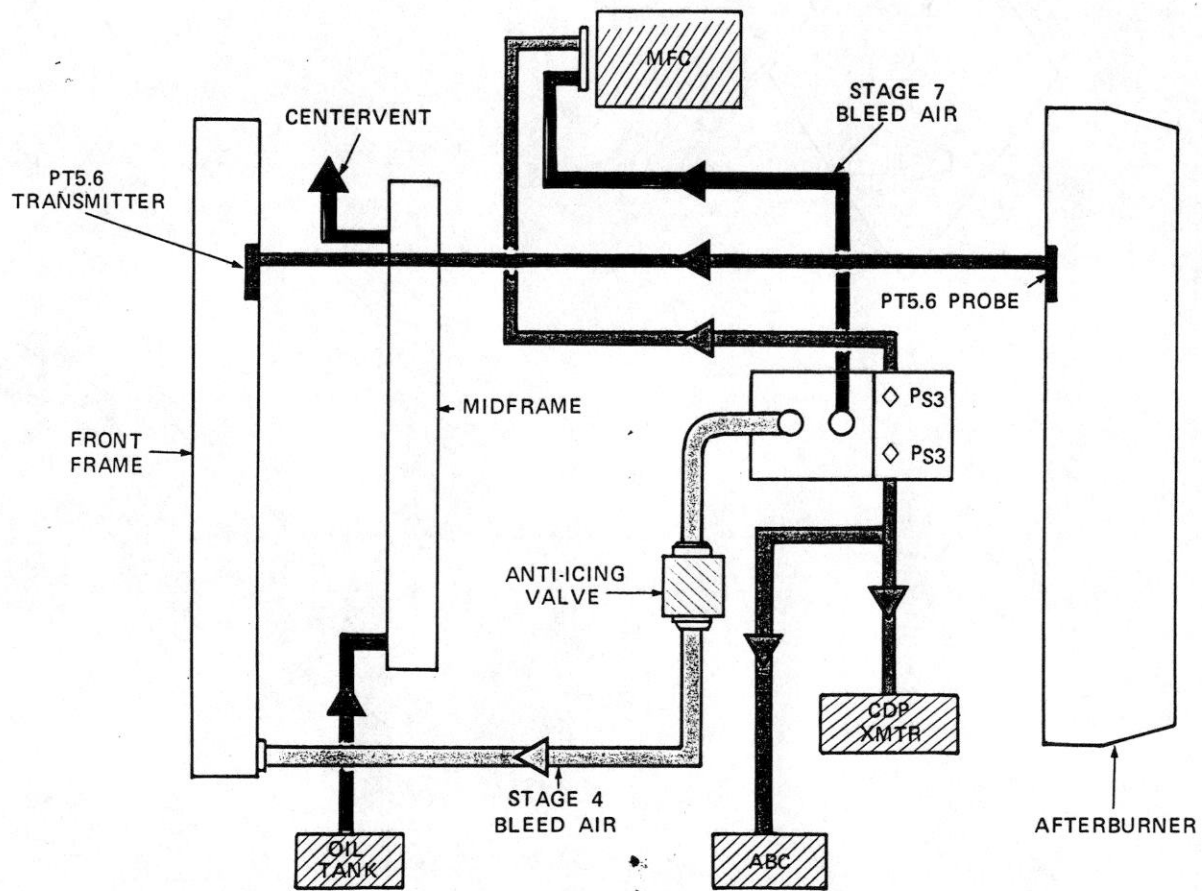 MFC
STAGE 7
BLEED AIR
CENTERVENT
PT5.6
TRANSMITTER
PT5.6 PROBE
MIDFRAME
PS3
FRONT
FRAME
PS3
ANTI-ICING
VALVE
CDP
XMTR
STAGE 4
BLEED AIR
AFTERBURNER
OIL
TANK
ABC